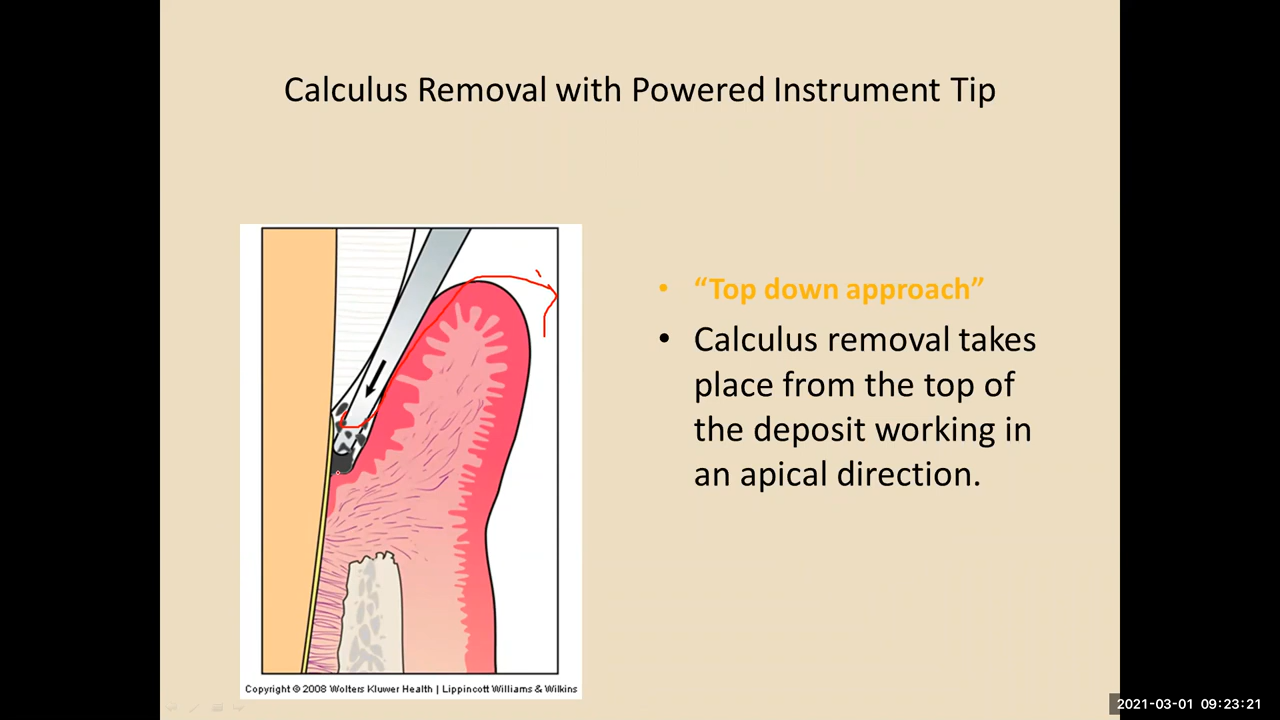 Calculus Removal with Powered Instrument Tip
• “Top down approach”
• Calculus removal takes
place from the top of
the deposit working in
an apical direction.
Copyright © 2008 Wolters Kluwer Health | Lippincott Williams & Wilkins
2021-03-01 09:23:21